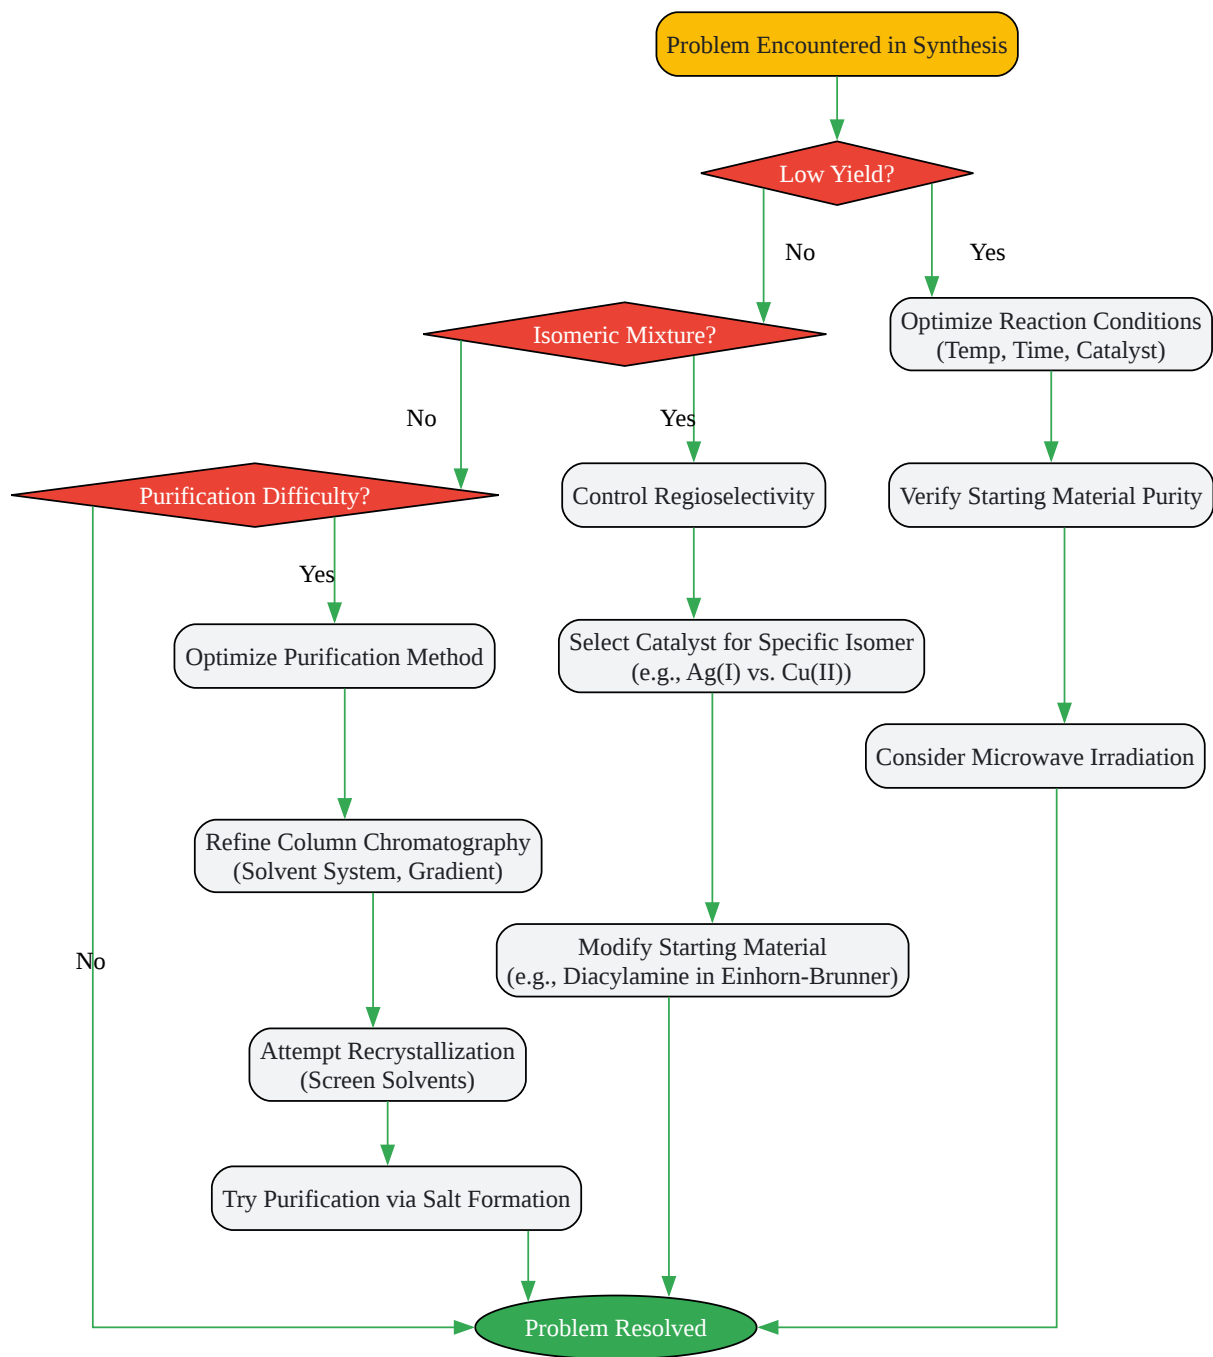 Problem Encountered in Synthesis
Low Yield?
No
Yes
Isomeric Mixture?
Optimize Reaction Conditions
(Temp, Time, Catalyst)
No
Yes
Purification Difficulty?
Control Regioselectivity
Verify Starting Material Purity
Yes
Optimize Purification Method
Select Catalyst for Specific Isomer
(e.g., Ag(I) vs. Cu(II))
Consider Microwave Irradiation
Refine Column Chromatography
(Solvent System, Gradient)
No
Modify Starting Material
(e.g., Diacylamine in Einhorn-Brunner)
Attempt Recrystallization
(Screen Solvents)
Try Purification via Salt Formation
Problem Resolved